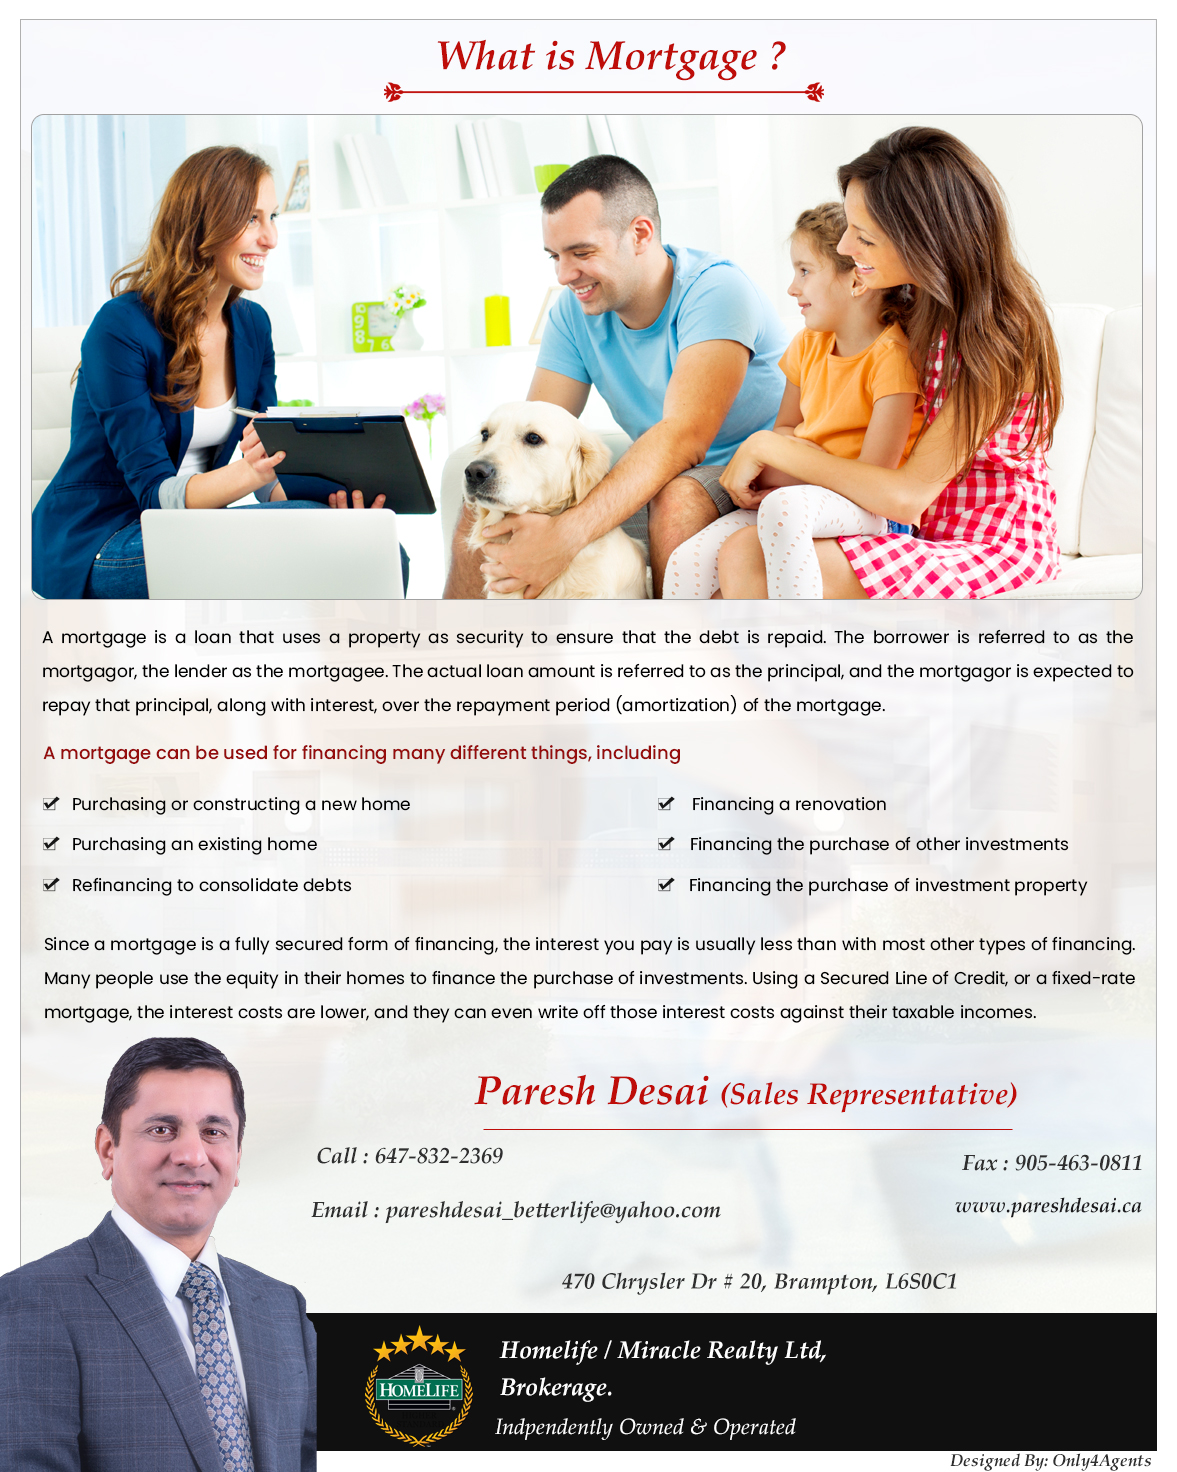 What is Mortgage ?
A mortgage is a loan that uses a property as security to ensure that the debt is repaid. The borrower is referred to as the
mortgagor, the lender as the mortgagee. The actual loan amount is referred to as the principal, and the mortgagor is expected to
repay that principal, along with interest, over the repayment period (amortization) of the mortgage.
A mortgage can be used for financing many different things, including
Purchasing or constructing a new home
Purchasing an existing home
Refinancing to consolidate debts
Financing a renovation
Financing the purchase of other investments
Financing the purchase of investment property
Since a mortgage is a fully secured form of financing, the interest you pay is usually less than with most other types of financing.
Many people use the equity in their homes to finance the purchase of investments. Using a Secured Line of Credit, or a fixed-rate
mortgage, the interest costs are lower, and they can even write off those interest costs against their taxable incomes.
Paresh Desai (Sales Representative)
Call : 647-832-2369
Fax : 905-463-0811
Email : pareshdesai_betterlife@yahoo.com
www.pareshdesai.ca
470 Chrysler Dr # 20, Brampton, L6S0C1
HOMELIFE
Homelife / Miracle Realty Ltd,
Brokerage.
Indpendently Owned & Operated
Designed By: Only4Agents